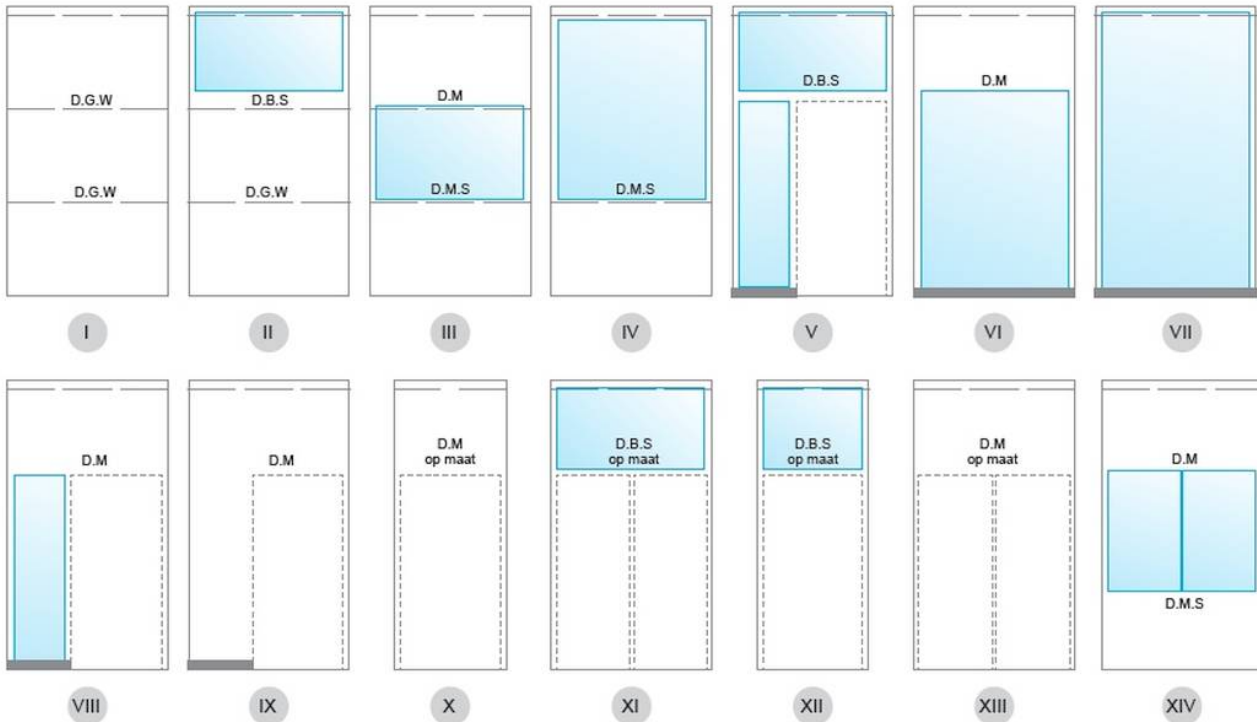 D.G.W
D.G.W
I
D.B.S
D.G.W
II
D.M
D.M.S
III
D.M.S
IV
D.B.S
V
D.M
VI
VII
D.M
VIII
D.M
IX
D.M
op maat
X
D.B.S
op maat
XI
D.B.S
op maat
XII
D.M
op maat
XIII
D.M
D.M.S
XIV